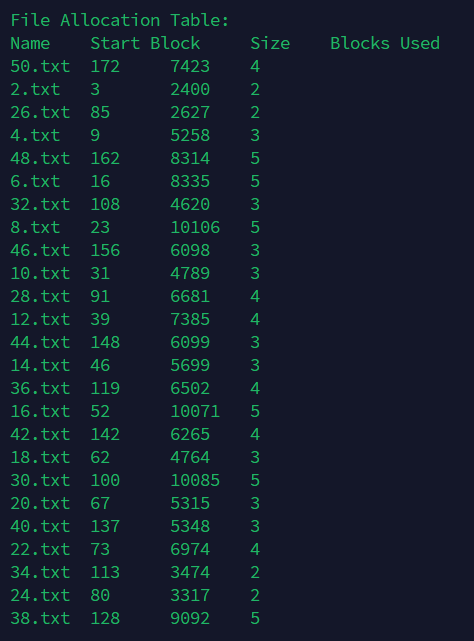 File Allocation Table:
Name Start Block Size Blocks Used
50.txt 172 7423 4
2.txt 3 2400 2
26.txt 85 2627 2
4.txt 9 5258 3
48.txt 162 8314 5
6.txt 16 8335 5
32.txt 108 4620 3
8.txt 23 10106 5
46.txt 156 6098 3
10.txt 31 4789 3
28.txt 91 6681 4
12.txt 39 7385 4
44.txt 148 6099 3
14.txt 46 5699 3
36.txt 119 6502 4
16.txt 52 10071 5
42.txt 142 6265 4
18.txt 62 4764 3
30.txt 100 10085 5
20.txt 67 5315 3
40.txt 137 5348 3
22.txt 73 6974 4
34.txt 113 3474 2
24.txt 80 3317 2
38.txt 128 9092 5